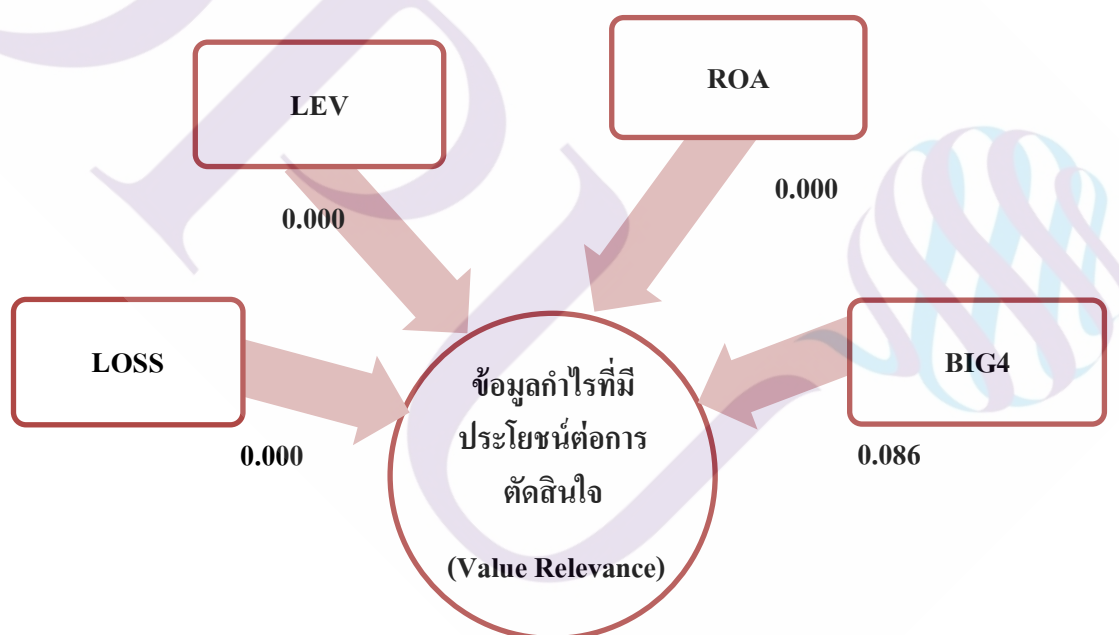 LEV
ROA
0.000
0.000
LOSS
BIG4
0.000
0.086
ข้อมูลกำไรที่มี
ประโยชน์ต่อการ
ตัดสินใจ
(Value Relevance)